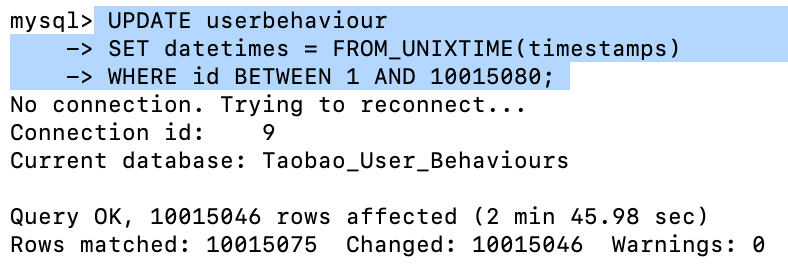 mysql> UPDATE userbehaviour
    -> SET datetimes = FROM_UNIXTIME(timestamps)
    -> WHERE id BETWEEN 1 AND 10015080;
No connection. Trying to reconnect...
Connection id:    9
Current database: Taobao_User_Behaviours

Query OK, 10015046 rows affected (2 min 45.98 sec)
Rows matched: 10015075  Changed: 10015046  Warnings: 0